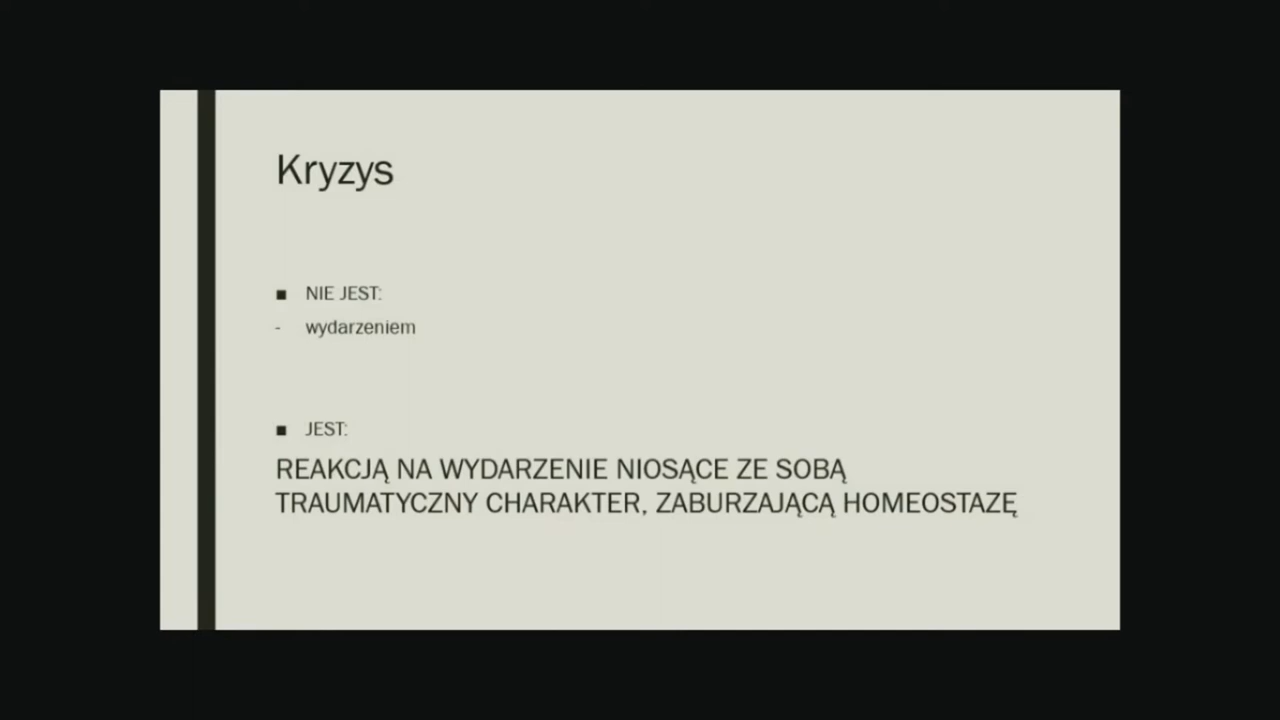 Kryzys
■ NIE JEST:
- wydarzeniem
■ JEST:
REAKCJĄ NA WYDARZENIE NIOSĄCE ZE SOBĄ
TRAUMATYCZNY CHARAKTER, ZABURZAJĄCĄ HOMEOSTAZĘ